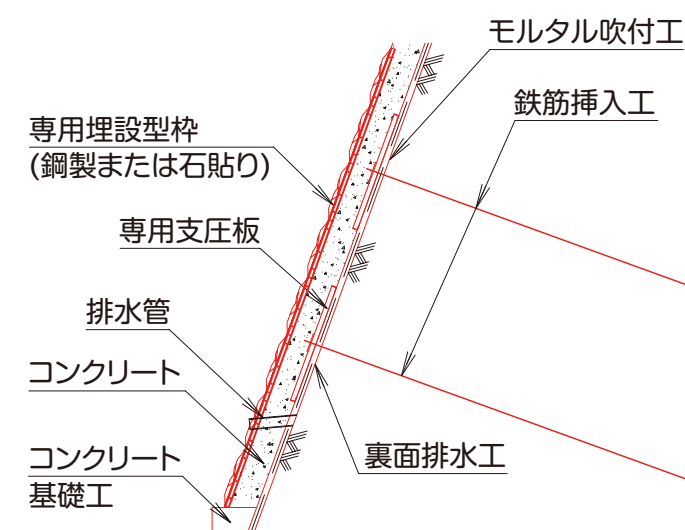 モルタル吹付工
鉄筋挿入工
専用埋設型枠
(鋼製または石貼り)
専用支圧板
排水管
コンクリート
コンクリート
基礎工
裏面排水工